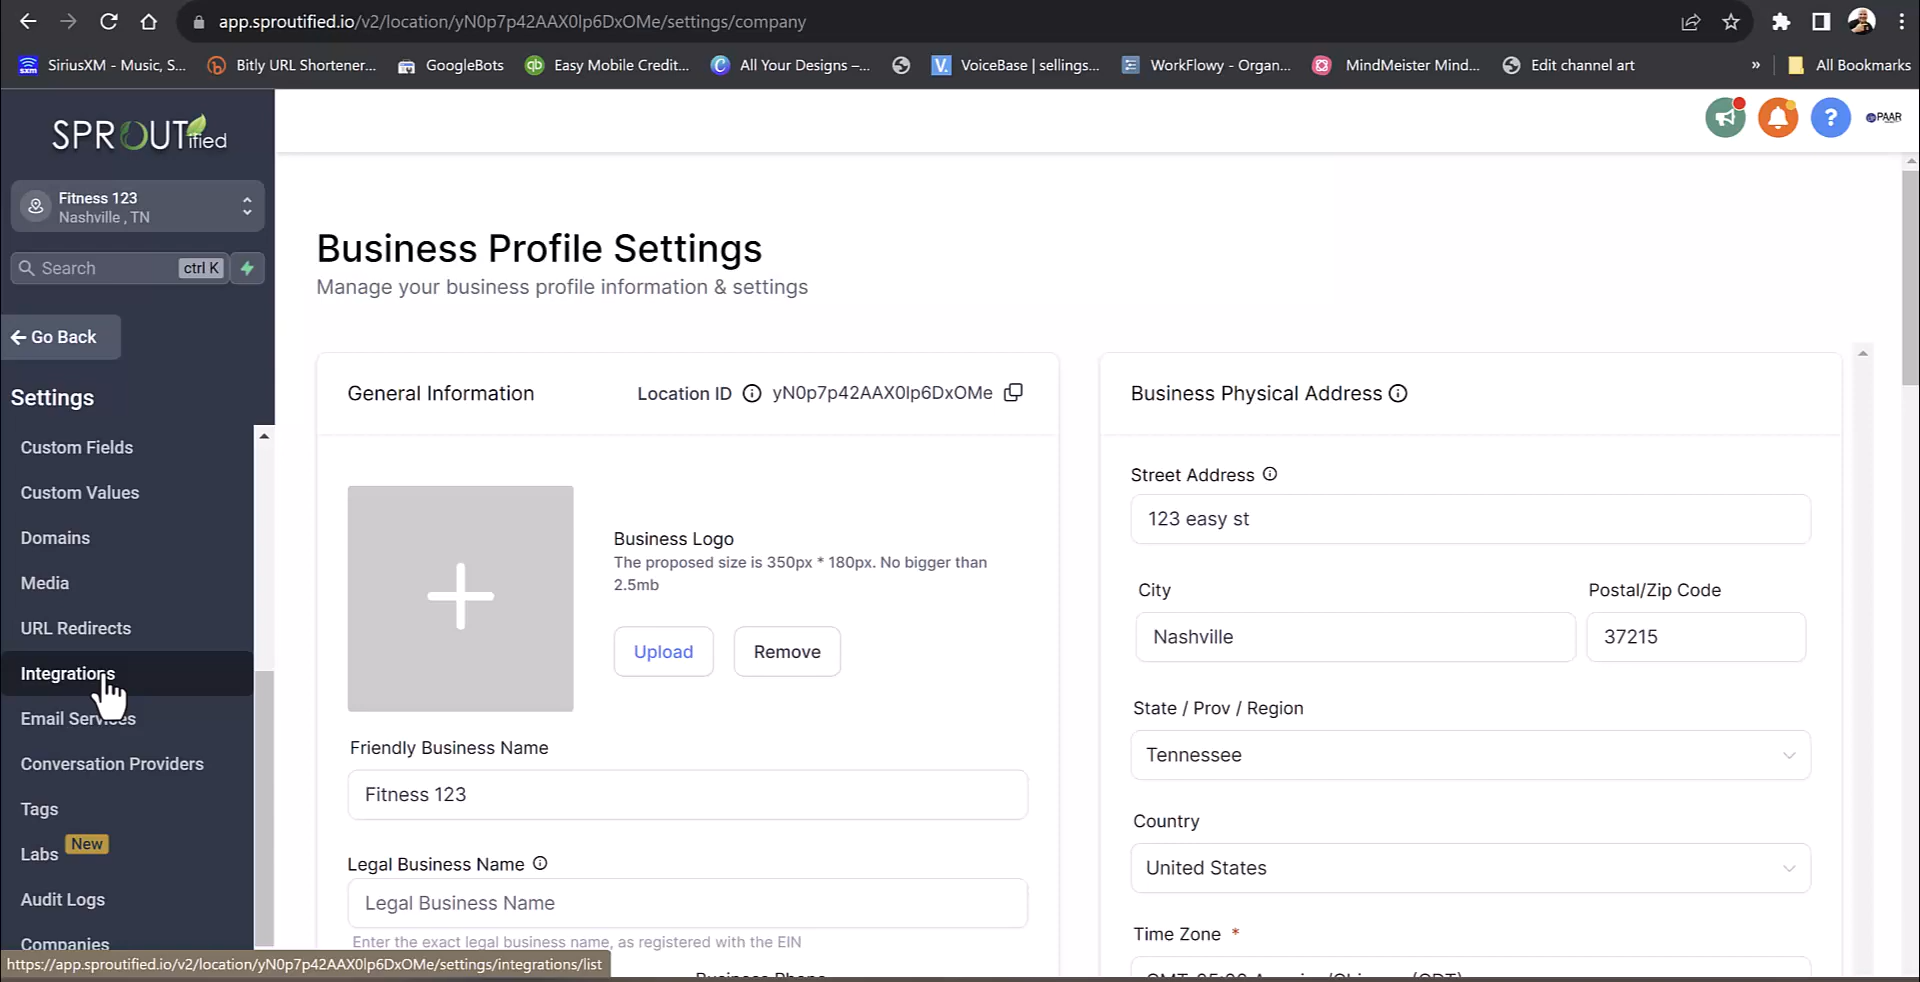 app.sproutified.io/v2/location/yN0p7p42AAX0lp6DxOMe/settings/company
SiriusXM - Music, S...
Bitly URL Shortener...
GoogleBots
Easy Mobile Credit...
All Your Designs –...
VoiceBase | sellings...
WorkFlowy - Organ...
MindMeister Mind...
Edit channel art
»
All Bookmarks
SPROUTified
PAAR
Fitness 123
Nashville , TN
Search
ctrl K
Go Back
Settings
Custom Fields
Custom Values
Domains
Media
URL Redirects
Integrations
Email Services
Conversation Providers
Tags
Labs New
Audit Logs
Companies
https://app.sproutified.io/v2/location/yN0p7p42AAX0lp6DxOMe/settings/integrations/list
Business Profile Settings
Manage your business profile information & settings
General Information
Location ID yN0p7p42AAX0lp6DxOMe
Business Logo
The proposed size is 350px * 180px. No bigger than
2.5mb
Upload
Remove
Friendly Business Name
Fitness 123
Legal Business Name
Legal Business Name
Enter the exact legal business name, as registered with the EIN
Business Phone
Business Physical Address
Street Address
123 easy st
City
Postal/Zip Code
Nashville
37215
State / Prov / Region
Tennessee
Country
United States
Time Zone *